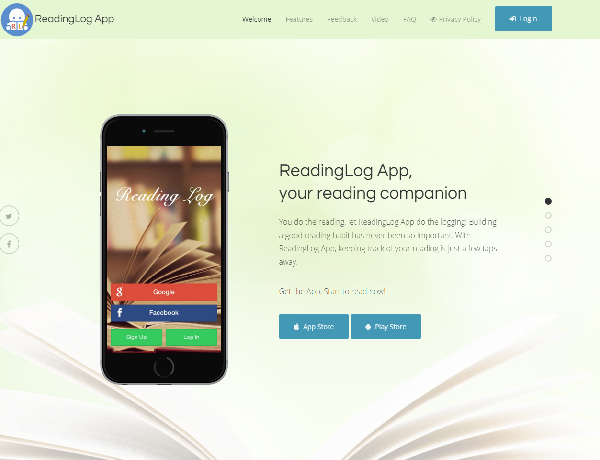 ReadingLog App
Welcome Features Feedback Video FAQ Privacy Policy Login
Reading Log
Google
Facebook
Sign Up Log In
ReadingLog App,
your reading companion
You do the reading, let ReadingLog App do the logging! Building
a good reading habit has never been so important. With
ReadingLog App, keeping track of your reading is just a few taps
away.
Get the App. Start to read now!
App Store Play Store